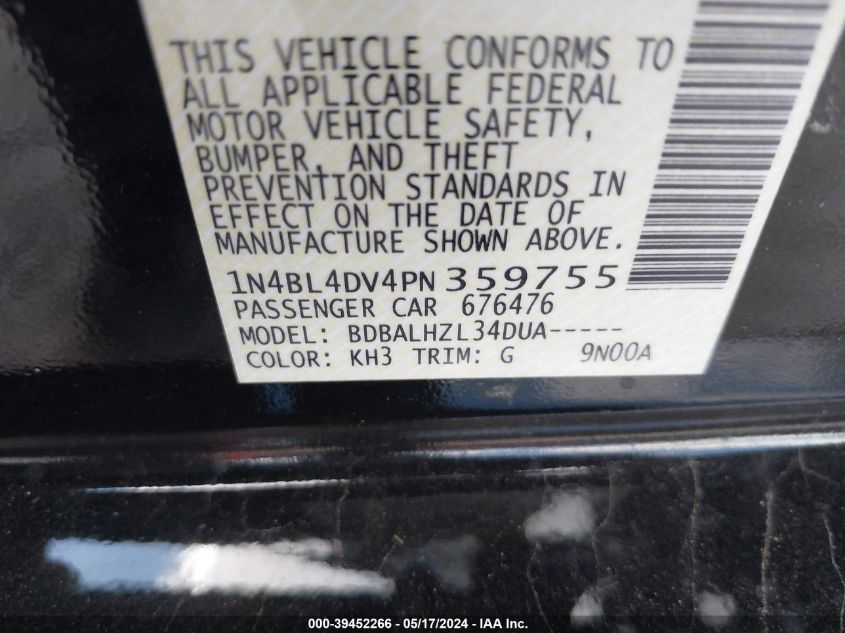 THIS VEHICLE CONFORMS TO
ALL APPLICABLE FEDERAL
MOTOR VEHICLE SAFETY,
BUMPER, AND THEFT
PREVENTION STANDARDS IN
EFFECT ON THE DATE OF
MANUFACTURE SHOWN ABOVE.
1N4BL4DV4PN 359755
PASSENGER CAR 676476
MODEL: BDBALHZL34DUA-----
COLOR: KH3 TRIM: G 9N00A
000-39452266 - 05/17/2024 - IAA Inc.